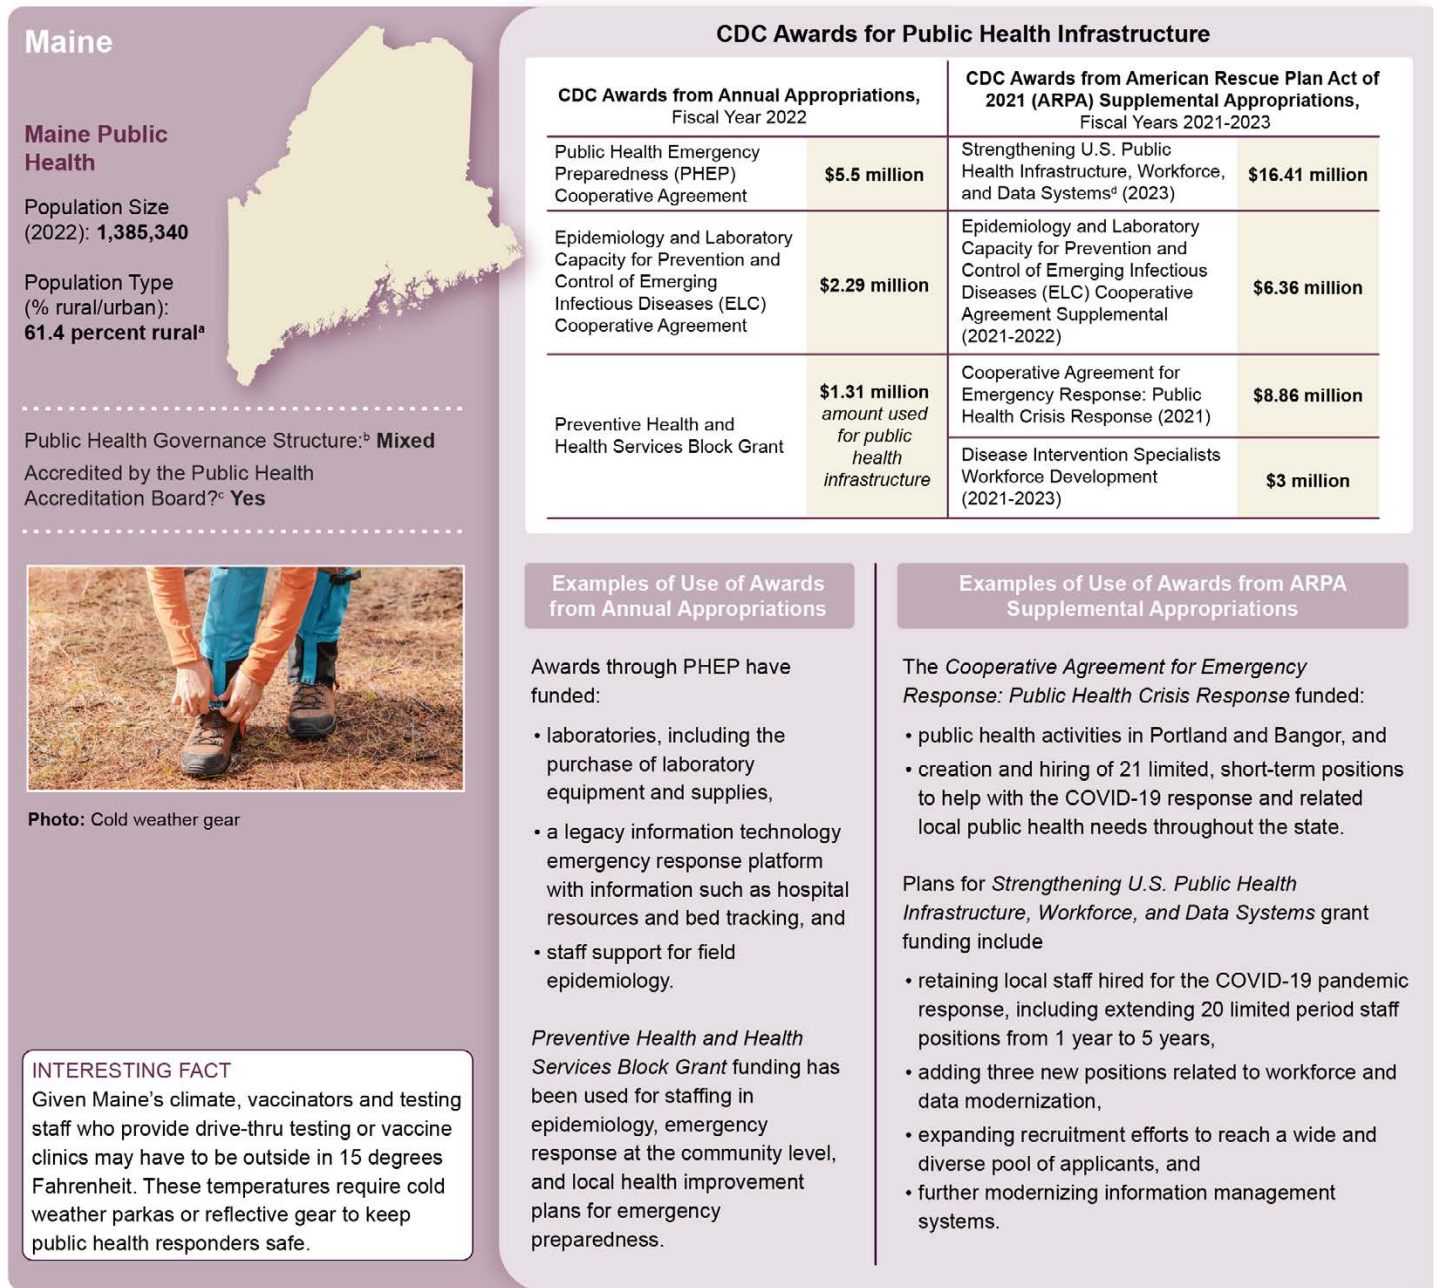 Maine
Maine Public
Health
Population Size
(2022): 1,385,340
Population Type
(% rural/urban):
61.4 percent ruralᵃ
Public Health Governance Structure:ᵇ Mixed
Accredited by the Public Health
Accreditation Board?ᶜ Yes
Photo: Cold weather gear
INTERESTING FACT
Given Maine’s climate, vaccinators and testing
staff who provide drive-thru testing or vaccine
clinics may have to be outside in 15 degrees
Fahrenheit. These temperatures require cold
weather parkas or reflective gear to keep
public health responders safe.
CDC Awards for Public Health Infrastructure
CDC Awards from Annual Appropriations,
Fiscal Year 2022
Public Health Emergency
Preparedness (PHEP)
Cooperative Agreement
$5.5 million
Epidemiology and Laboratory
Capacity for Prevention and
Control of Emerging
Infectious Diseases (ELC)
Cooperative Agreement
$2.29 million
Preventive Health and
Health Services Block Grant
$1.31 million
amount used
for public
health
infrastructure
CDC Awards from American Rescue Plan Act of
2021 (ARPA) Supplemental Appropriations,
Fiscal Years 2021-2023
Strengthening U.S. Public
Health Infrastructure, Workforce,
and Data Systemsᵈ (2023)
$16.41 million
Epidemiology and Laboratory
Capacity for Prevention and
Control of Emerging Infectious
Diseases (ELC) Cooperative
Agreement Supplemental
(2021-2022)
$6.36 million
Cooperative Agreement for
Emergency Response: Public
Health Crisis Response (2021)
$8.86 million
Disease Intervention Specialists
Workforce Development
(2021-2023)
$3 million
Examples of Use of Awards
from Annual Appropriations
Awards through PHEP have
funded:
• laboratories, including the
purchase of laboratory
equipment and supplies,
• a legacy information technology
emergency response platform
with information such as hospital
resources and bed tracking, and
• staff support for field
epidemiology.
Preventive Health and Health
Services Block Grant funding has
been used for staffing in
epidemiology, emergency
response at the community level,
and local health improvement
plans for emergency
preparedness.
Examples of Use of Awards from ARPA
Supplemental Appropriations
The Cooperative Agreement for Emergency
Response: Public Health Crisis Response funded:
• public health activities in Portland and Bangor, and
• creation and hiring of 21 limited, short-term positions
to help with the COVID-19 response and related
local public health needs throughout the state.
Plans for Strengthening U.S. Public Health
Infrastructure, Workforce, and Data Systems grant
funding include
• retaining local staff hired for the COVID-19 pandemic
response, including extending 20 limited period staff
positions from 1 year to 5 years,
• adding three new positions related to workforce and
data modernization,
• expanding recruitment efforts to reach a wide and
diverse pool of applicants, and
• further modernizing information management
systems.